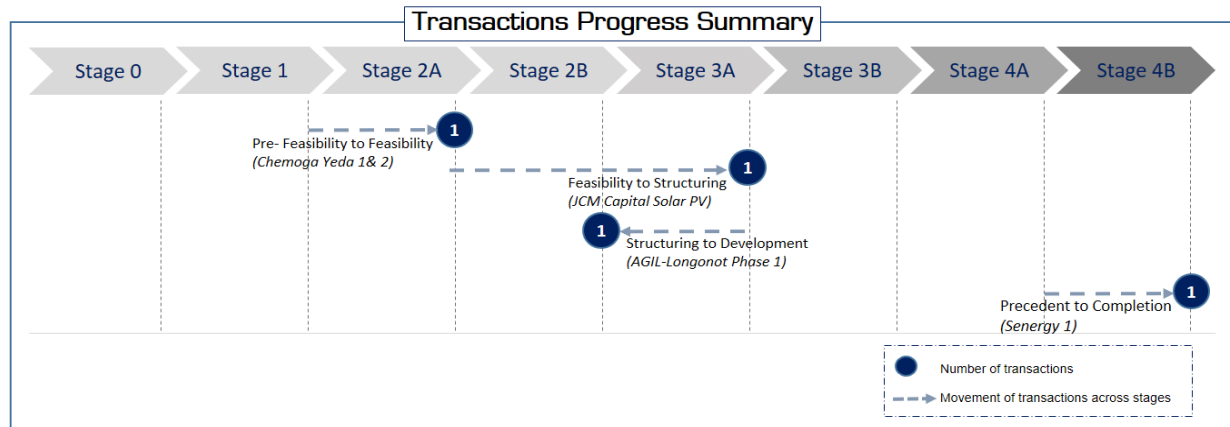 Transactions Progress Summary
Stage 0
Stage 1
Stage 2A
Stage 2B
Stage 3A
Stage 3B
Stage 4A
Stage 4B
1
Pre- Feasibility to Feasibility
(Chemoga Yeda 1& 2)
1
Feasibility to Structuring
(JCM Capital Solar PV)
1
Structuring to Development
(AGIL-Longonot Phase 1)
1
Precedent to Completion
(Senergy 1)
Number of transactions
Movement of transactions across stages